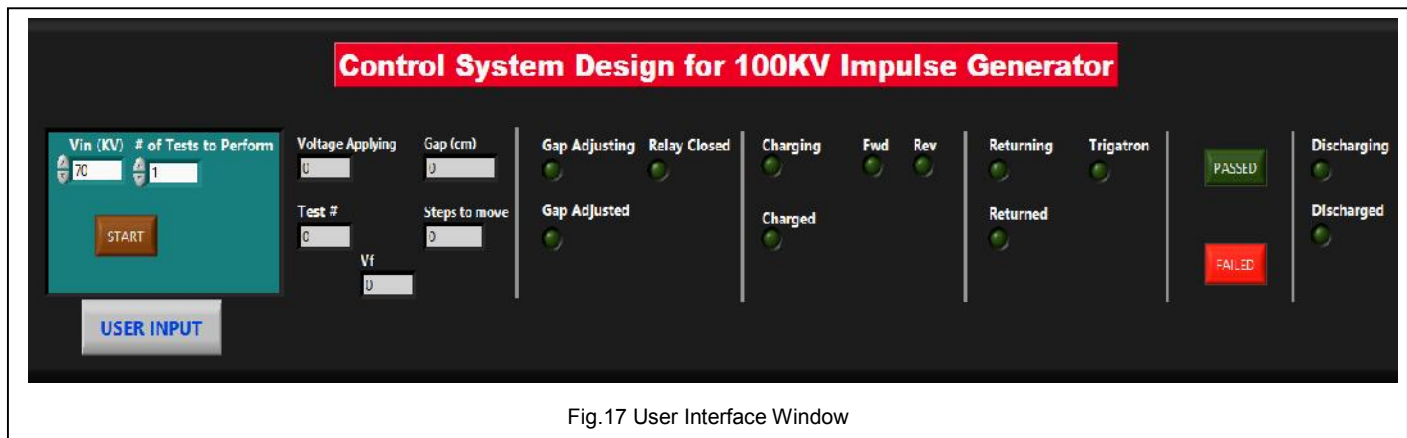 Control System Design for 100KV Impulse Generator
Vin (KV) # of Tests to Perform
70 1
START
USER INPUT
Voltage Applying Gap (cm)
0 0
Test # Steps to move
0 0
Vf
0
Gap Adjusting Relay Closed
Gap Adjusted
Charging Fwd Rev
Charged
Returning Trigatron
Returned
PASSED
FAILED
Discharging
DIscharged
Fig.17 User Interface Window